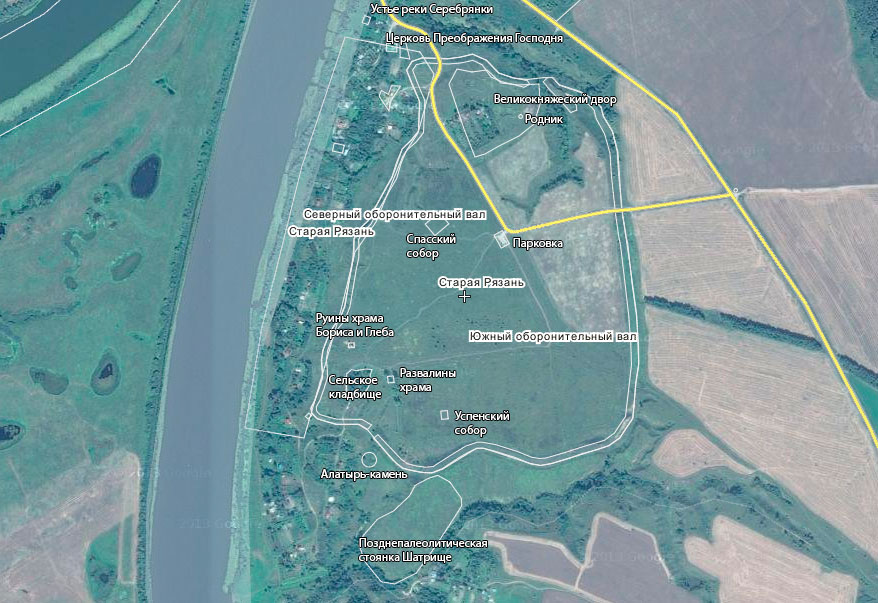 Устье реки Серебрянки
Церковь Преображения Господня
Великокняжеский двор
Родник
Северный оборонительный вал
Старая Рязань
Спасский
собор
Парковка
Старая Рязань
Руины храма
Бориса и Глеба
Южный оборонительный вал
Развалины
храма
Сельское
кладбище
Успенский
собор
Алатырь-камень
Позднепалеолитическая
стоянка Шатрище